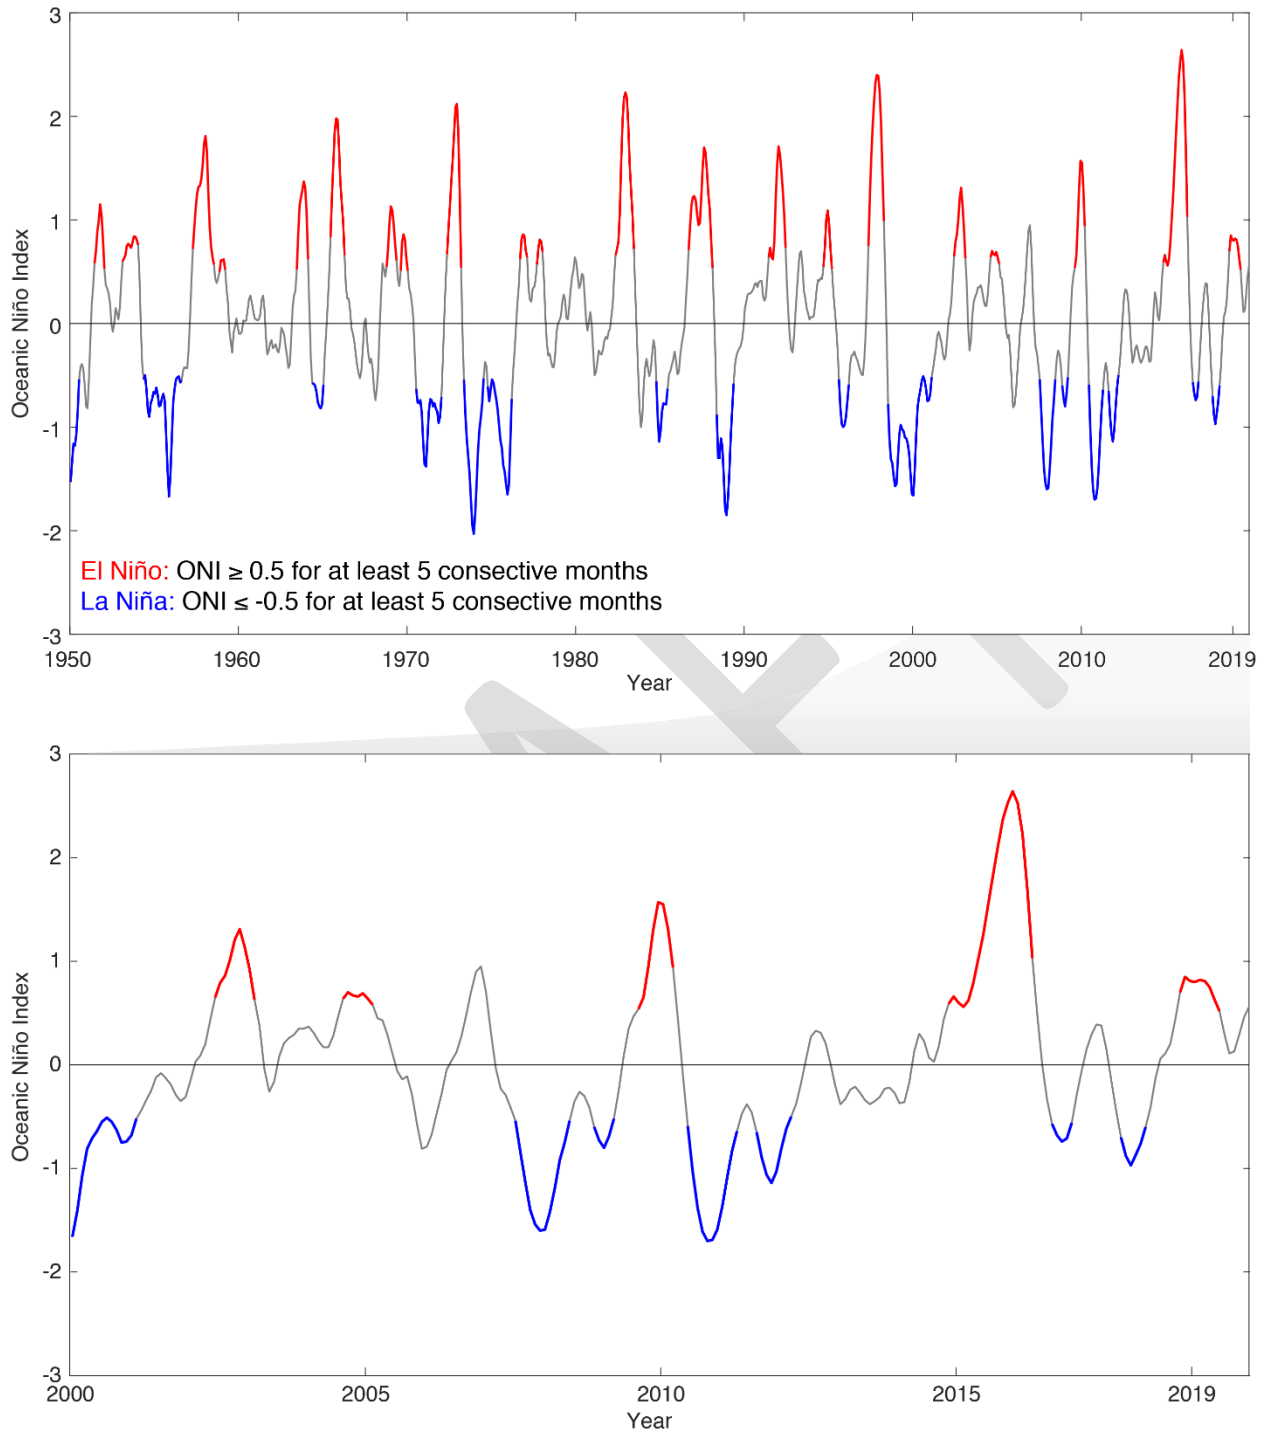 3
2
1
0
-1
-2
-3
Oceanic Niño Index
El Niño: ONI ≥ 0.5 for at least 5 consective months
La Niña: ONI ≤ -0.5 for at least 5 consective months
1950 1960 1970 1980 1990 2000 2010 2019
Year
3
2
1
0
-1
-2
-3
Oceanic Niño Index
2000 2005 2010 2015 2019
Year